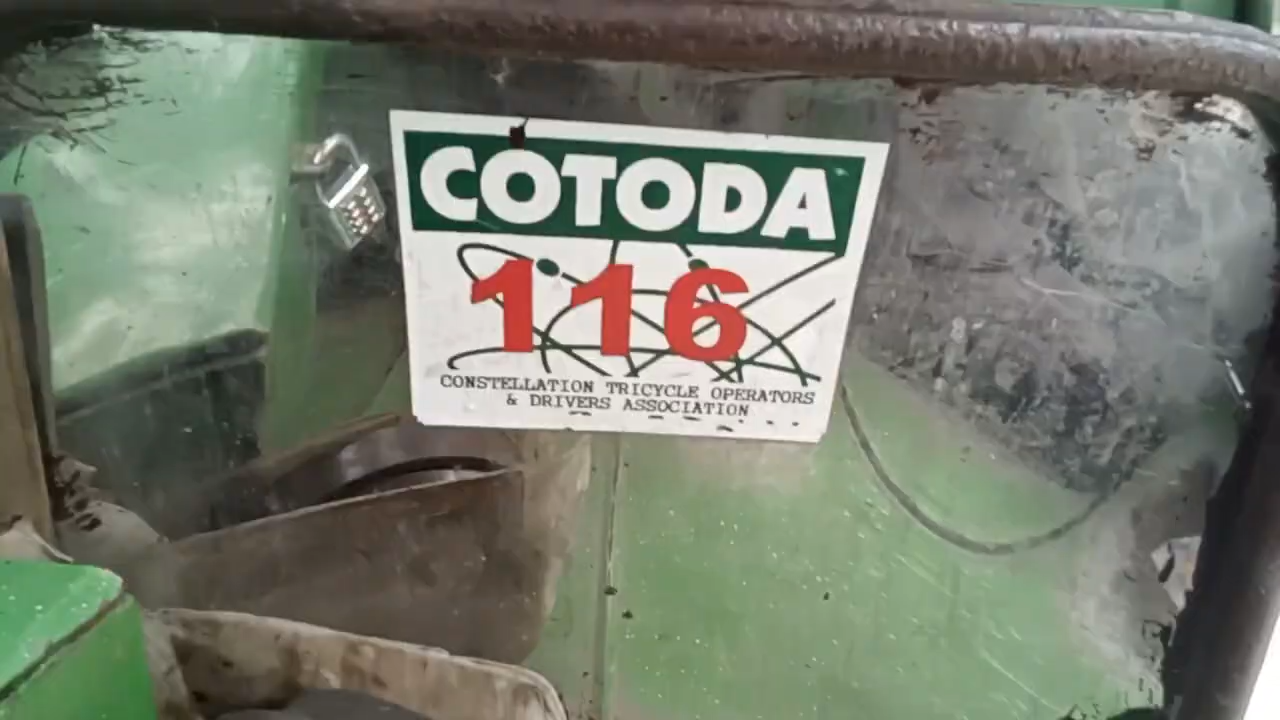 COTODA
116
CONSTELLATION TRICYCLE OPERATORS
& DRIVERS ASSOCIATION